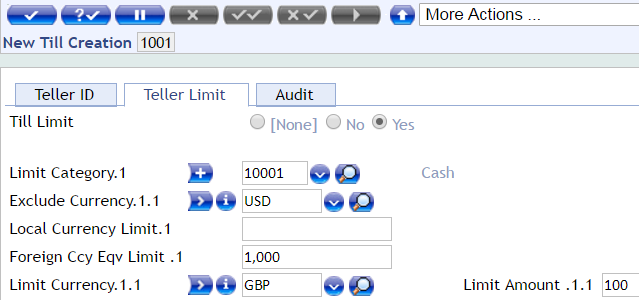 More Actions ...
New Till Creation 1001
Teller ID Teller Limit Audit
Till Limit [None] No Yes
Limit Category.1 10001 Cash
Exclude Currency.1.1 USD
Local Currency Limit.1
Foreign Ccy Eqv Limit .1 1,000
Limit Currency.1.1 GBP Limit Amount .1.1 100